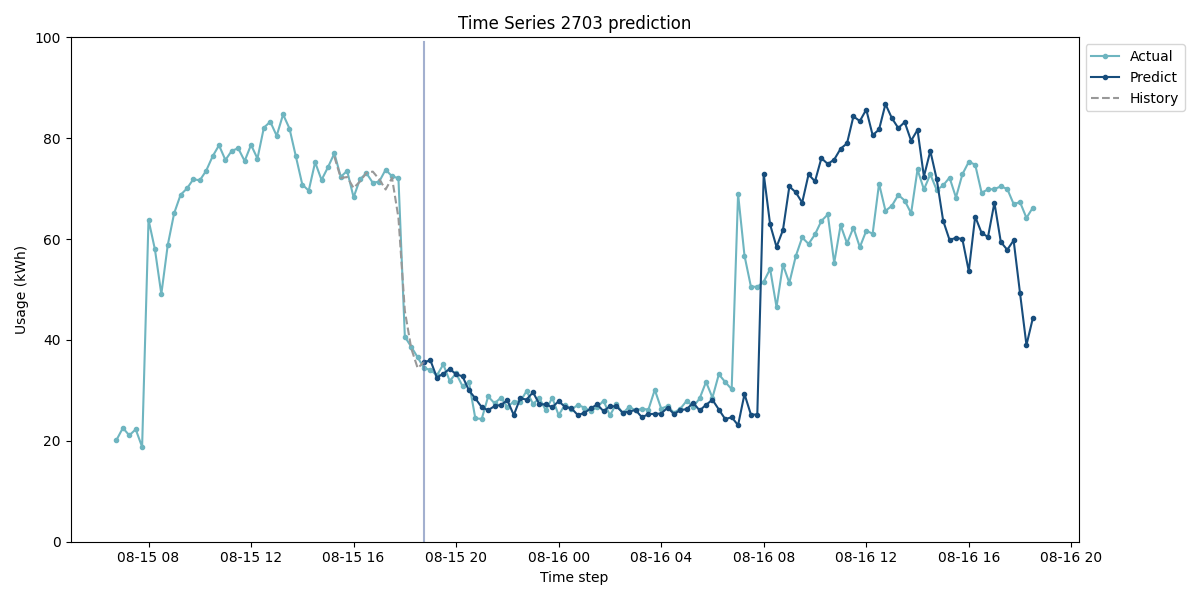 Time Series 2703 prediction
100
80
60
40
20
0
Usage (kWh)
08-15 08
08-15 12
08-15 16
08-15 20
08-16 00
08-16 04
08-16 08
08-16 12
08-16 16
08-16 20
Time step
Actual
Predict
History